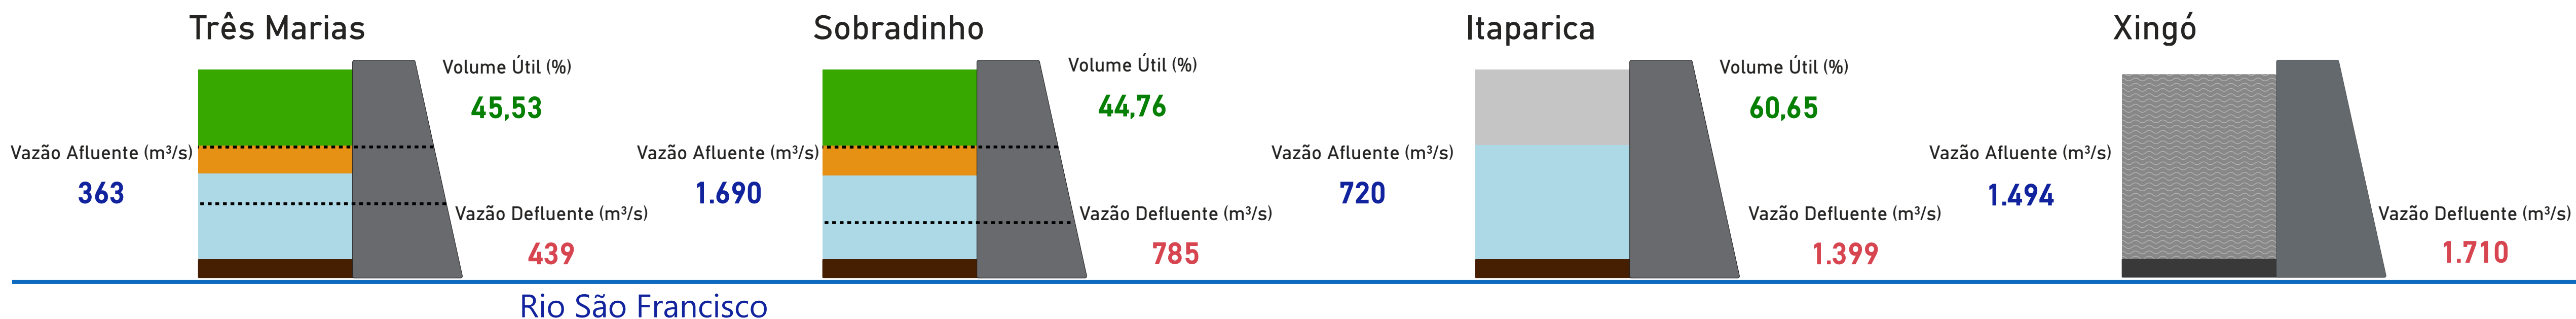 Três Marias
Volume Útil (%)
45,53
Vazão Afluente (m³/s)
363
Vazão Defluente (m³/s)
439
Sobradinho
Volume Útil (%)
44,76
Vazão Afluente (m³/s)
1.690
Vazão Defluente (m³/s)
785
Itaparica
Volume Útil (%)
60,65
Vazão Afluente (m³/s)
720
Vazão Defluente (m³/s)
1.399
Xingó
Vazão Afluente (m³/s)
1.494
Vazão Defluente (m³/s)
1.710
Rio São Francisco